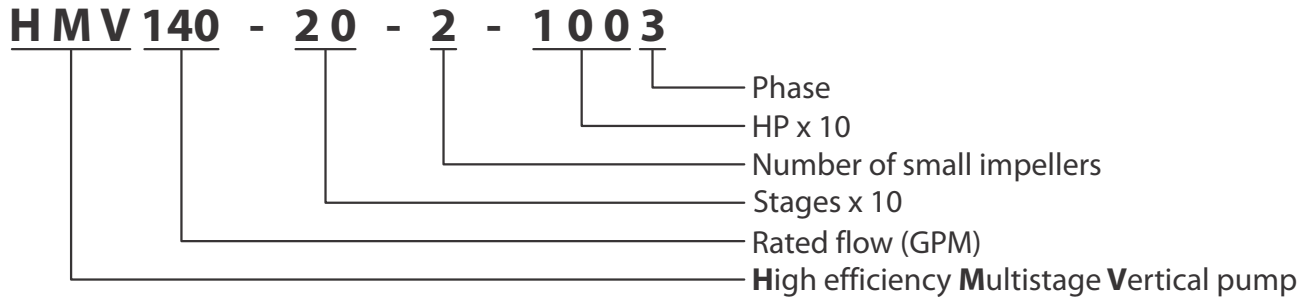 HMV140 - 20 - 2 - 1003
Phase
HP x 10
Number of small impellers
Stages x 10
Rated flow (GPM)
High efficiency Multistage Vertical pump